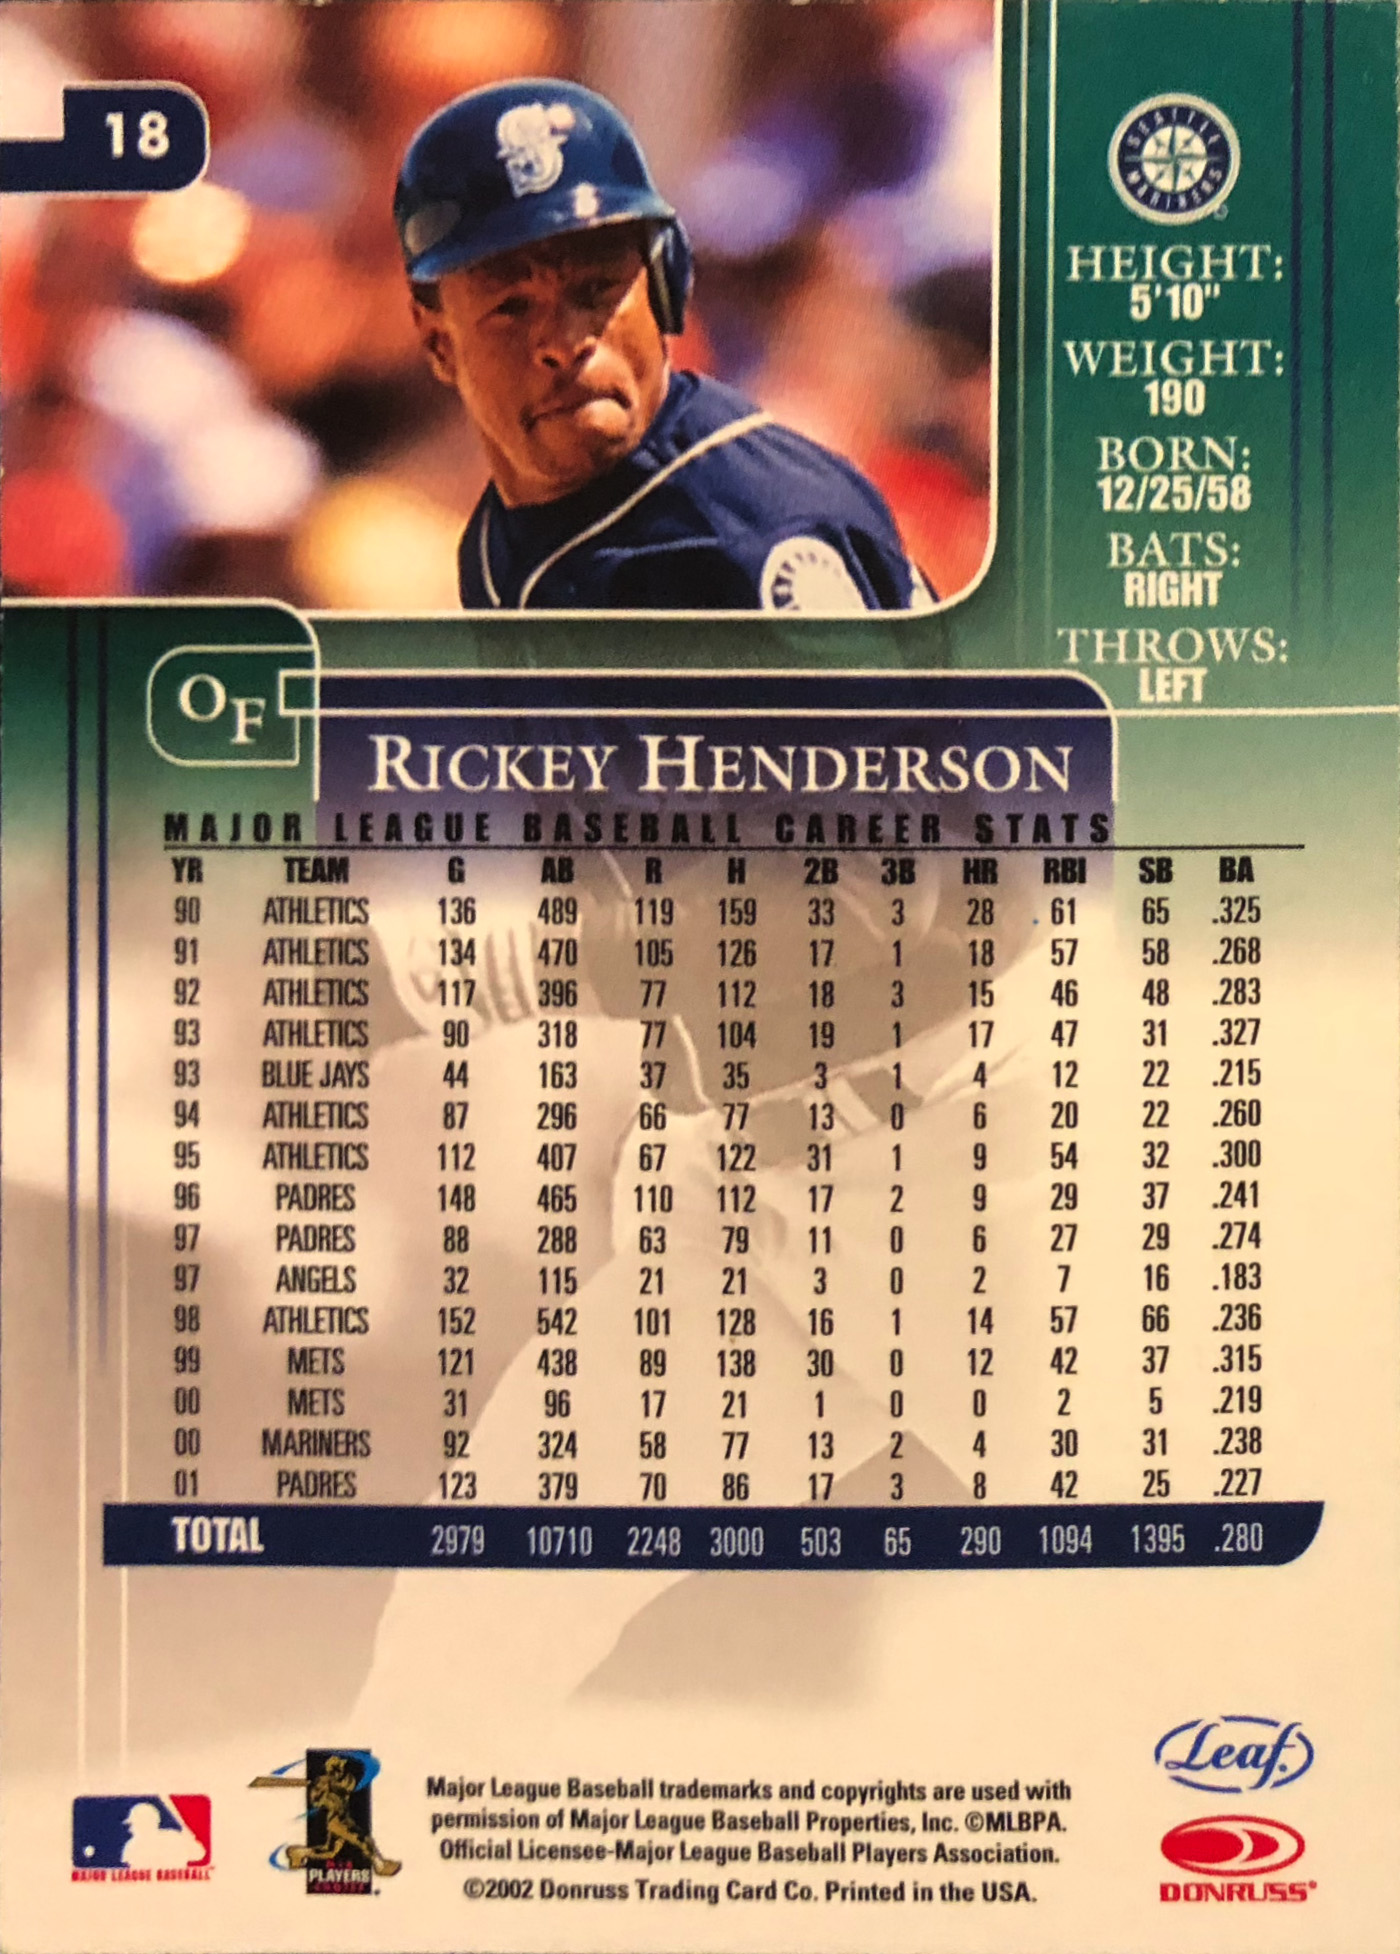 18
SEATTLE
MARINERS
HEIGHT:
5'10"
WEIGHT:
190
BORN:
12/25/58
BATS:
RIGHT
THROWS:
LEFT
OF
RICKEY HENDERSON
MAJOR LEAGUE BASEBALL CAREER STATS
YR TEAM G AB R H 2B 3B HR RBI SB BA
90 ATHLETICS 136 489 119 159 33 3 28 61 65 .325
91 ATHLETICS 134 470 105 126 17 1 18 57 58 .268
92 ATHLETICS 117 396 77 112 18 3 15 46 48 .283
93 ATHLETICS 90 318 77 104 19 1 17 47 31 .327
93 BLUE JAYS 44 163 37 35 3 1 4 12 22 .215
94 ATHLETICS 87 296 66 77 13 0 6 20 22 .260
95 ATHLETICS 112 407 67 122 31 1 9 54 32 .300
96 PADRES 148 465 110 112 17 2 9 29 37 .241
97 PADRES 88 288 63 79 11 0 6 27 29 .274
97 ANGELS 32 115 21 21 3 0 2 7 16 .183
98 ATHLETICS 152 542 101 128 16 1 14 57 66 .236
99 METS 121 438 89 138 30 0 12 42 37 .315
00 METS 31 96 17 21 1 0 0 2 5 .219
00 MARINERS 92 324 58 77 13 2 4 30 31 .238
01 PADRES 123 379 70 86 17 3 8 42 25 .227
TOTAL 2979 10710 2248 3000 503 65 290 1094 1395 .280
Major League Baseball trademarks and copyrights are used with
permission of Major League Baseball Properties, Inc. ©MLBPA.
Official Licensee-Major League Baseball Players Association.
©2002 Donruss Trading Card Co. Printed in the USA.
MAJOR LEAGUE BASEBALL
PLAYERS
Leaf.
DONRUSS®